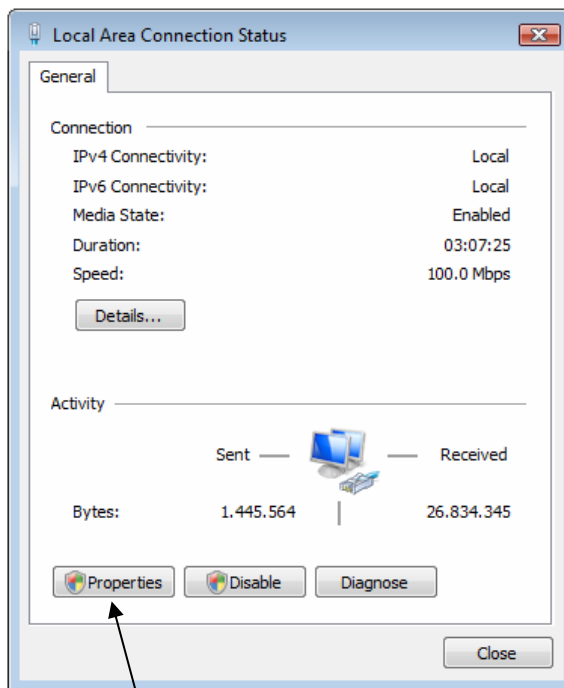 Local Area Connection Status
General
Connection
IPv4 Connectivity: Local
IPv6 Connectivity: Local
Media State: Enabled
Duration: 03:07:25
Speed: 100.0 Mbps
Details...
Activity
Sent Received
Bytes: 1.445.564 26.834.345
Properties Disable Diagnose
Close